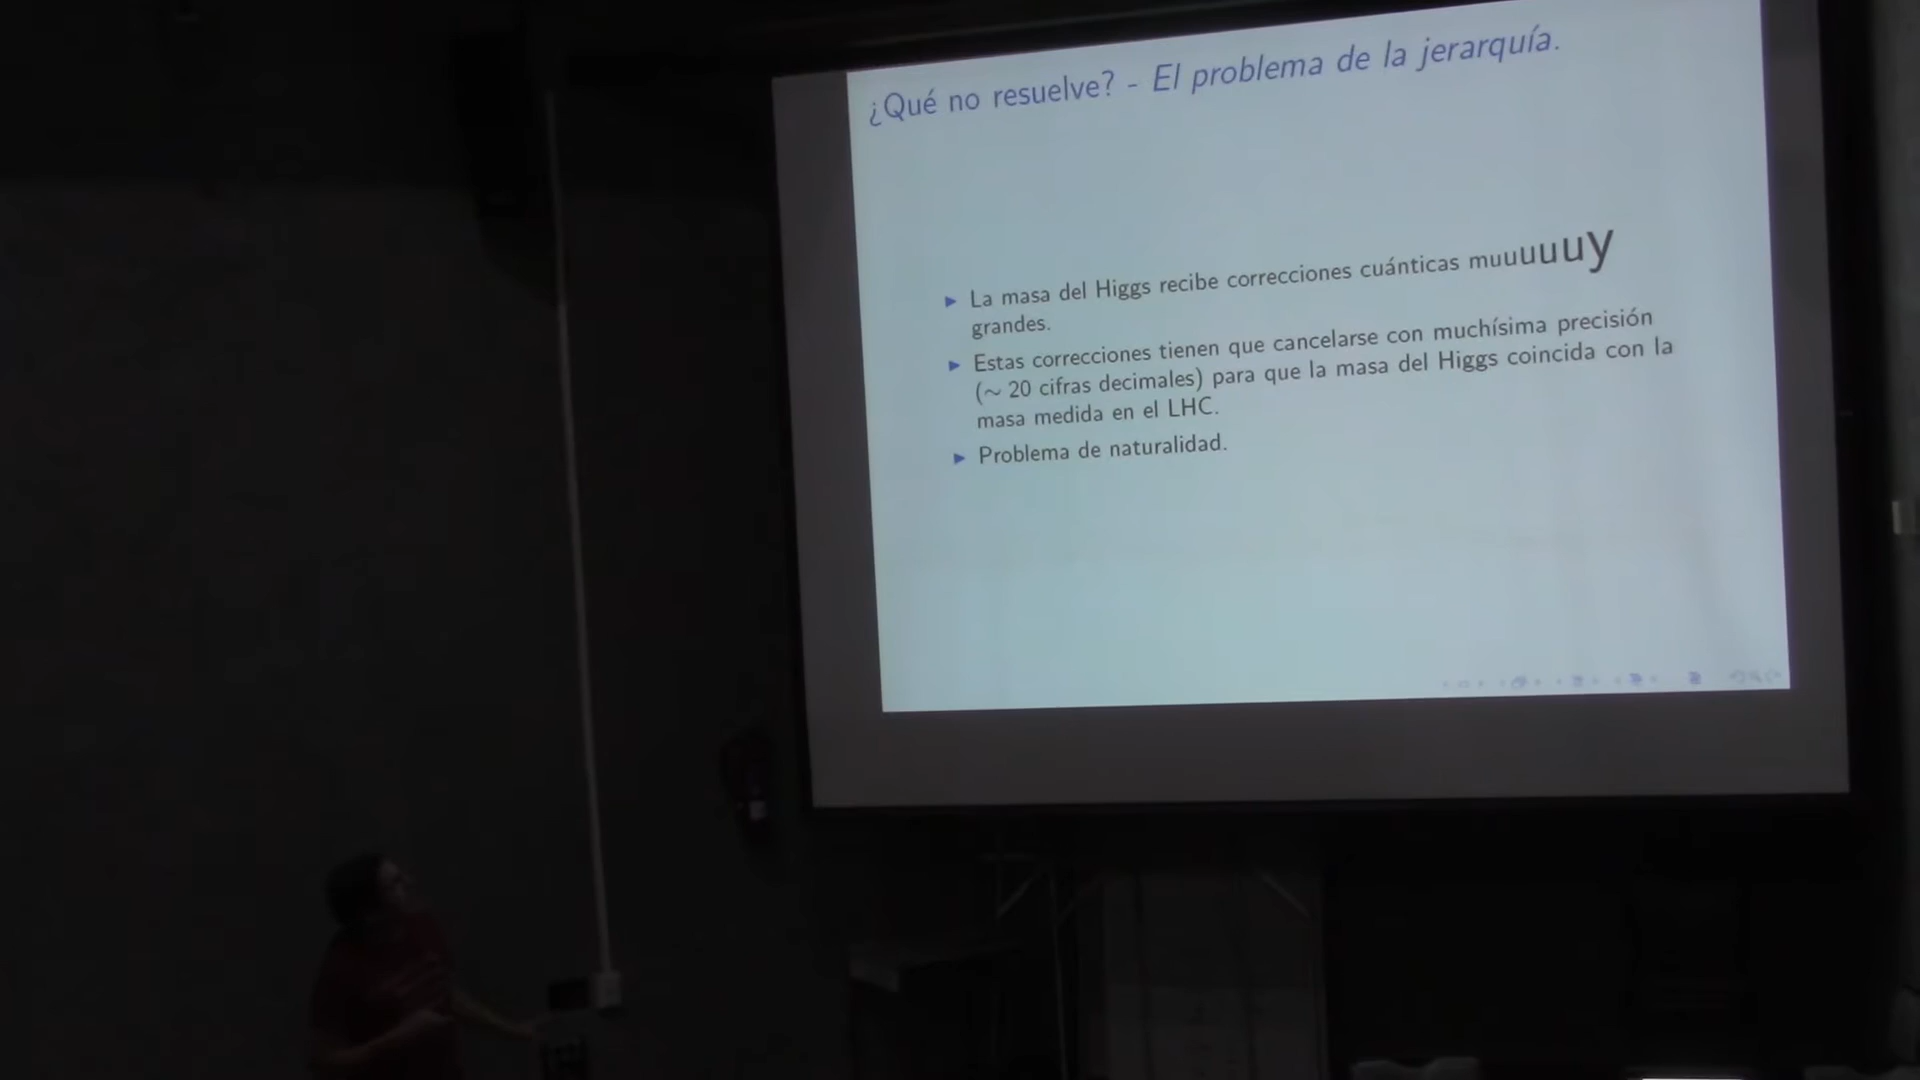 ¿Qué no resuelve? - El problema de la jerarquía.
► La masa del Higgs recibe correcciones cuánticas muuuuuuy
grandes.
► Estas correcciones tienen que cancelarse con muchísima precisión
(∼ 20 cifras decimales) para que la masa del Higgs coincida con la
masa medida en el LHC.
► Problema de naturalidad.